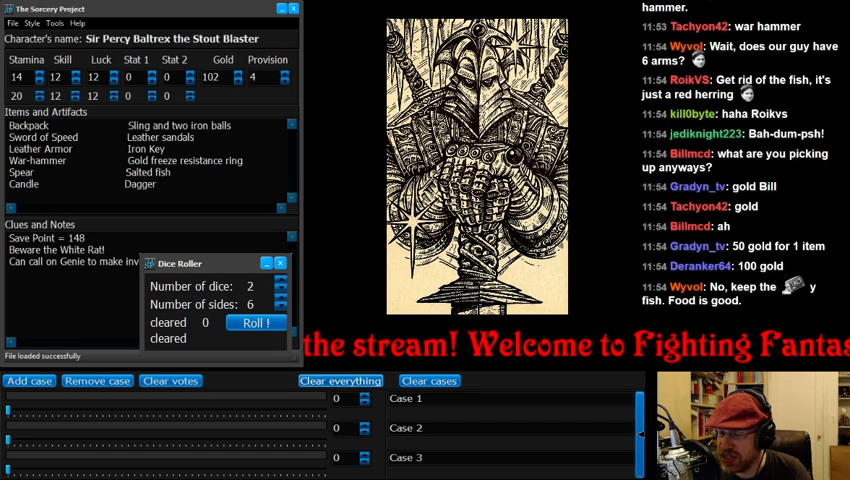 The Sorcery Project
File Style Tools Help
Character's name: Sir Percy Baltrex the Stout Blaster
Stamina Skill Luck Stat 1 Stat 2 Gold Provision
14 12 12 0 0 102 4
20 12 12 0 0
Items and Artifacts
Backpack Sling and two iron balls
Sword of Speed Leather sandals
Leather Armor Iron Key
War-hammer Gold freeze resistance ring
Spear Salted fish
Candle Dagger
Clues and Notes
Save Point = 148
Beware the White Rat!
Can call on Genie to make inv
Dice Roller
Number of dice: 2
Number of sides: 6
cleared 0 Roll !
cleared
File loaded successfully
hammer.
11:53 Tachyon42: war hammer
11:54 Wyvol: Wait, does our guy have
6 arms?
11:54 RoikVS: Get rid of the fish, it's
just a red herring
11:54 kill0byte: haha Roikvs
11:54 jediknight223: Bah-dum-psh!
11:54 Billmcd: what are you picking
up anyways?
11:54 Gradyn_tv: gold Bill
11:54 Tachyon42: gold
11:54 Billmcd: ah
11:54 Gradyn_tv: 50 gold for 1 item
11:54 Deranker64: 100 gold
11:54 Wyvol: No, keep the y
fish. Food is good.
the stream! Welcome to Fighting Fantas
Add case Remove case Clear votes Clear everything Clear cases
0 Case 1
0 Case 2
0 Case 3